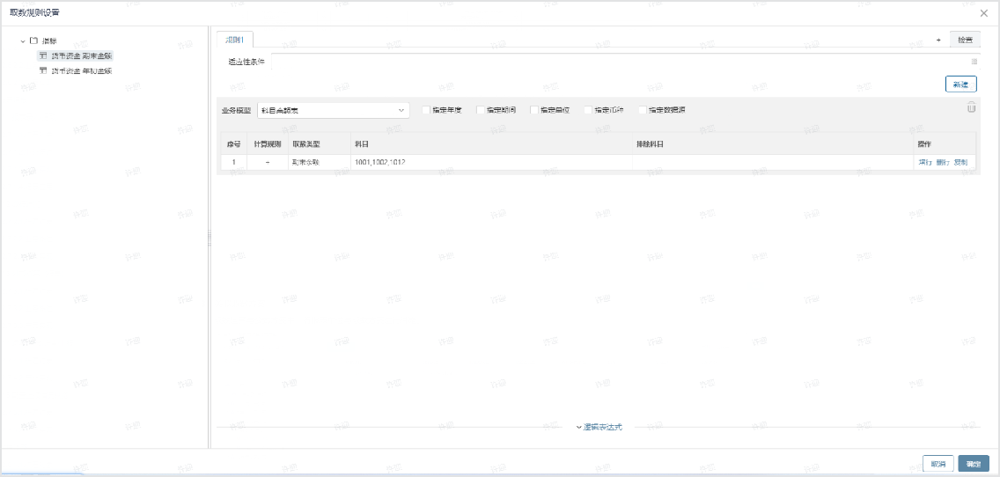 取数规则设置
指标
货币资金 期末金额
货币资金 年初金额
规则1
+ 检查
适应性条件
新建
业务模型 科目余额表 指定年度 指定期间 指定单位 指定币种 指定数据源
序号 计算规则 取数类型 科目 排除科目 操作
1 + 期末余额 1001,1002,1012 增行 删行 复制
逻辑表达式
取消 确定